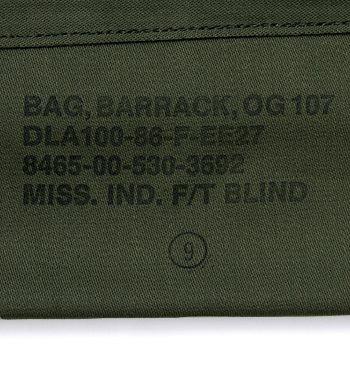 BAG, BARRACK, OG 107
DLA100-86-F-EE27
8465-00-530-3692
MISS. IND. F/T BLIND
9